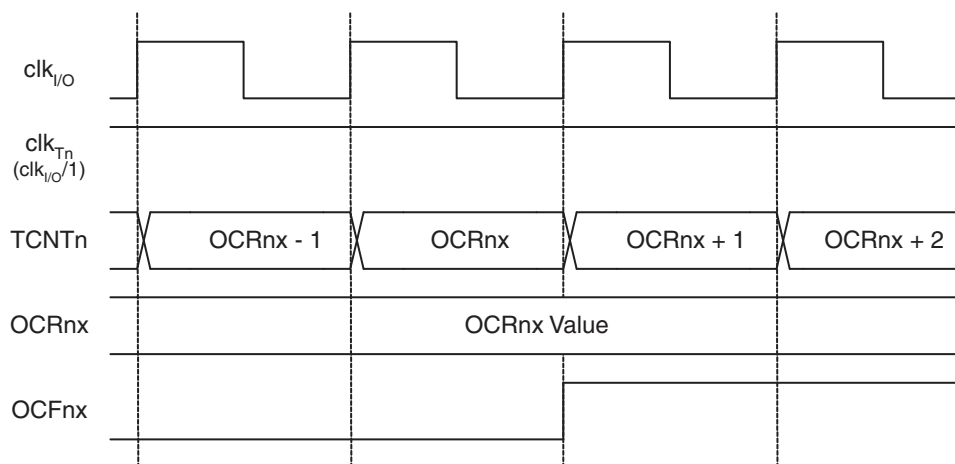 clkI/O
clkTn
(clkI/O/1)
TCNTn OCRnx - 1 OCRnx OCRnx + 1 OCRnx + 2
OCRnx OCRnx Value
OCFnx